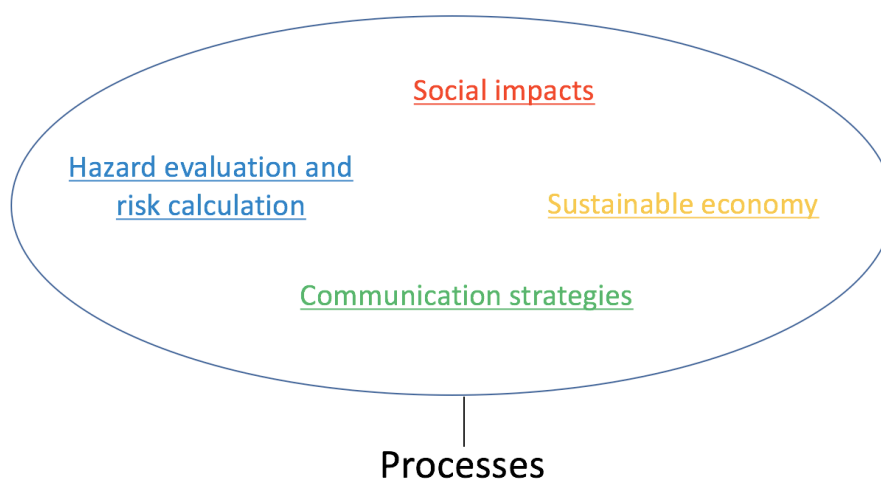 Social impacts
Hazard evaluation and
risk calculation
Sustainable economy
Communication strategies
Processes